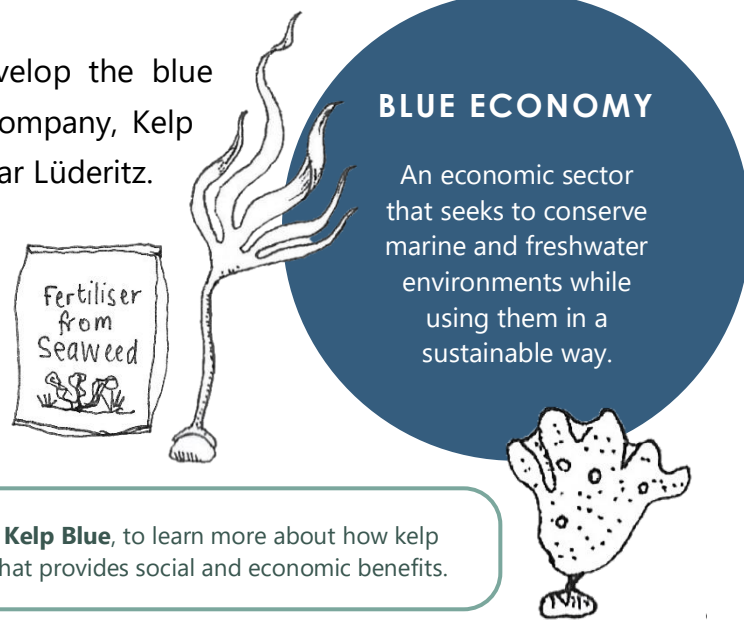 velop the blue
ompany, Kelp
ar Lüderitz.
BLUE ECONOMY
An economic sector
that seeks to conserve
marine and freshwater
environments while
using them in a
sustainable way.
Fertiliser
from
Seaweed
Kelp Blue, to learn more about how kelp
hat provides social and economic benefits.